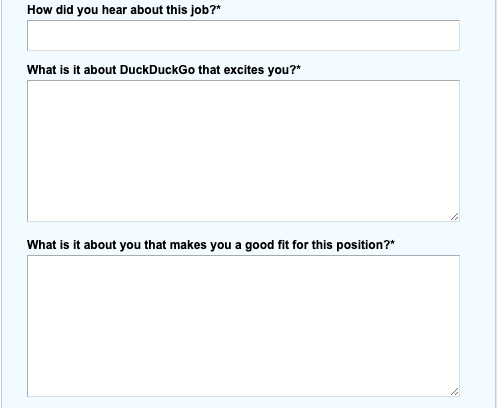 How did you hear about this job?*
What is it about DuckDuckGo that excites you?*
What is it about you that makes you a good fit for this position?*